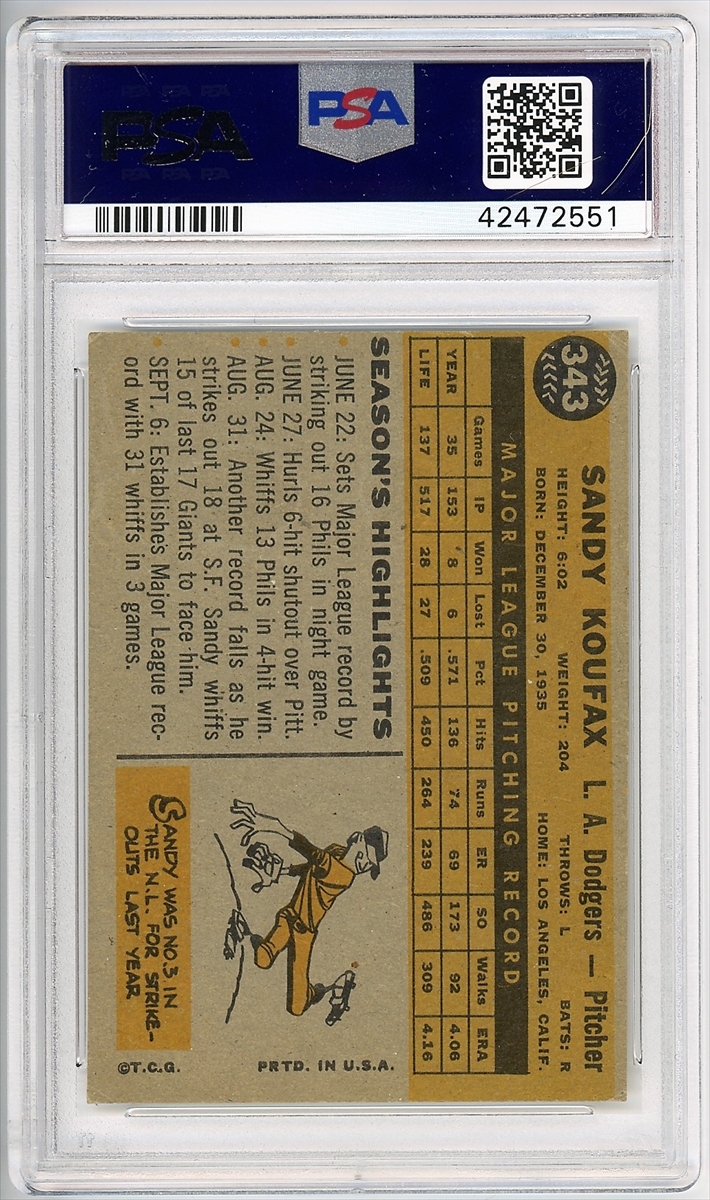 PSA PSA PSA
PSA
PSA PSA PSA
PSA
42472551
343
SANDY KOUFAX L. A. Dodgers — Pitcher
HEIGHT: 6:02 WEIGHT: 204 THROWS: L BATS: R
BORN: DECEMBER 30, 1935 HOME: LOS ANGELES, CALIF.
MAJOR LEAGUE PITCHING RECORD
Games IP Won Lost Pct Hits Runs ER SO Walks ERA
YEAR 35 153 8 6 .571 136 74 69 173 92 4.06
LIFE 137 517 28 27 .509 450 264 239 486 309 4.16
SEASON'S HIGHLIGHTS
• JUNE 22: Sets Major League record by
striking out 16 Phils in night game.
• JUNE 27: Hurls 6-hit shutout over Pitt.
• AUG. 24: Whiffs 13 Phils in 4-hit win.
• AUG. 31: Another record falls as he
strikes out 18 at S.F. Sandy whiffs
15 of last 17 Giants to face him.
• SEPT. 6: Establishes Major League rec-
ord with 31 whiffs in 3 games.
SANDY WAS NO. 3 IN
THE N.L. FOR STRIKE-
OUTS LAST YEAR
©T.C.G.
PRTD. IN U.S.A.